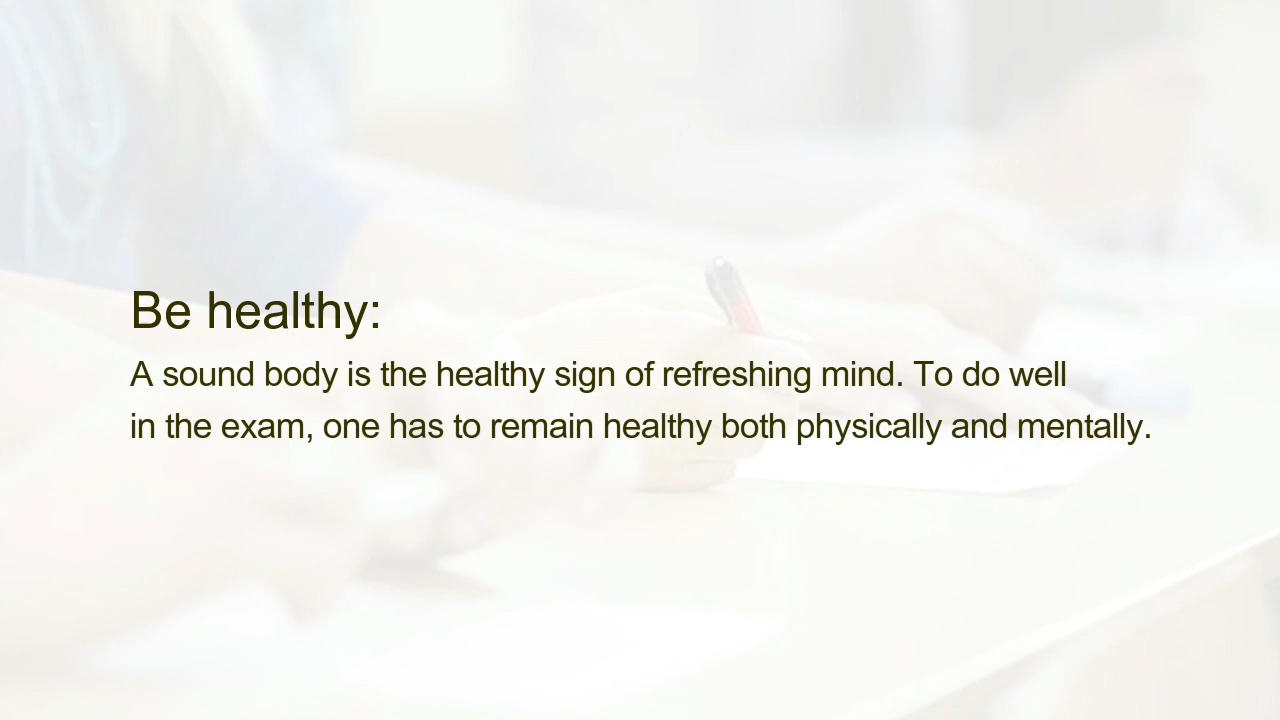 Be healthy:
A sound body is the healthy sign of refreshing mind. To do well
in the exam, one has to remain healthy both physically and mentally.